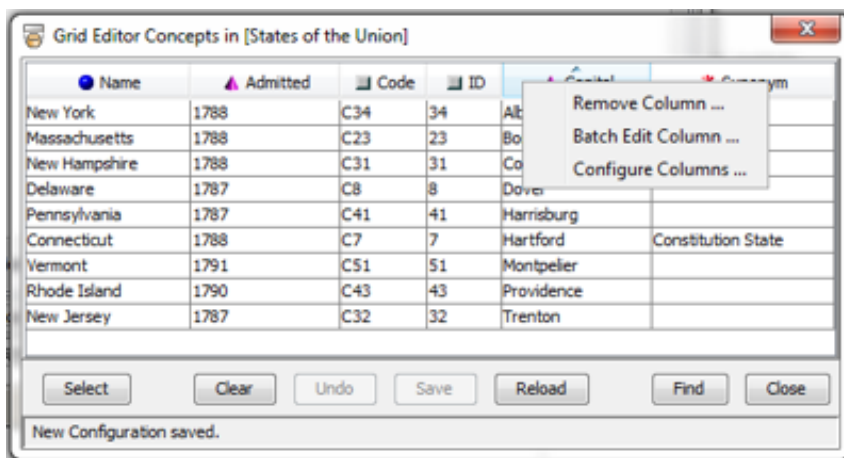 Grid Editor Concepts in [States of the Union]
Name Admitted Code ID Capital Synonym
Remove Column ...
Batch Edit Column ...
Configure Columns ...
New York 1788 C34 34
Massachusetts 1788 C23 23
New Hampshire 1788 C31 31
Delaware 1787 C8 8 Dover
Pennsylvania 1787 C41 41 Harrisburg
Connecticut 1788 C7 7 Hartford Constitution State
Vermont 1791 C51 51 Montpelier
Rhode Island 1790 C43 43 Providence
New Jersey 1787 C32 32 Trenton
Select Clear Undo Save Reload Find Close
New Configuration saved.